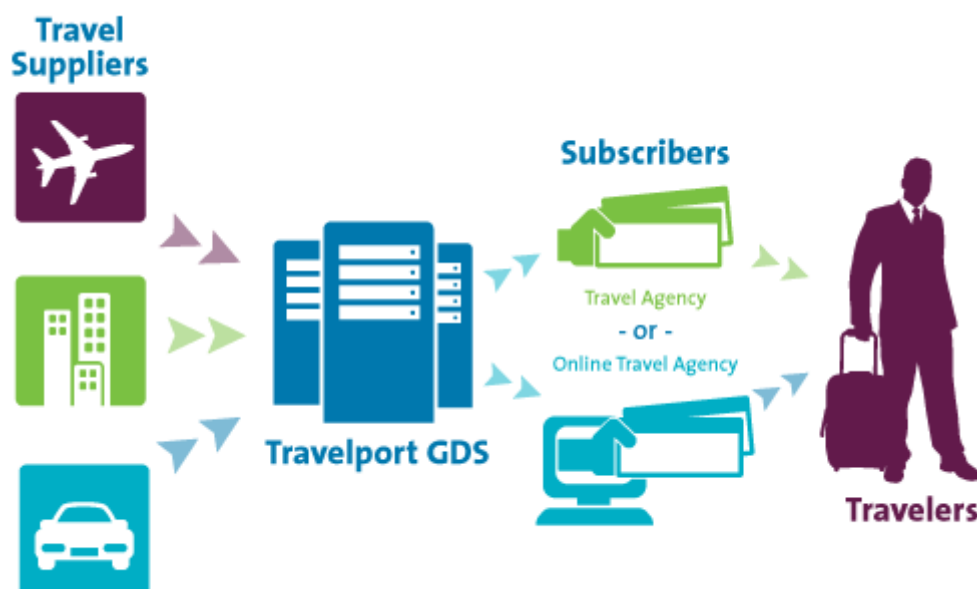 Travel
Suppliers
Subscribers
Travel Agency
- or -
Online Travel Agency
Travelport GDS
Travelers